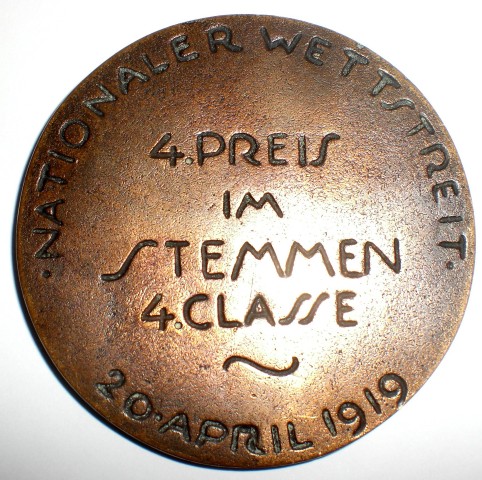 ·NATIONALER WETTSTREIT·
4.PREIS
IM
STEMMEN
4.CLASSE
20·APRIL 1919